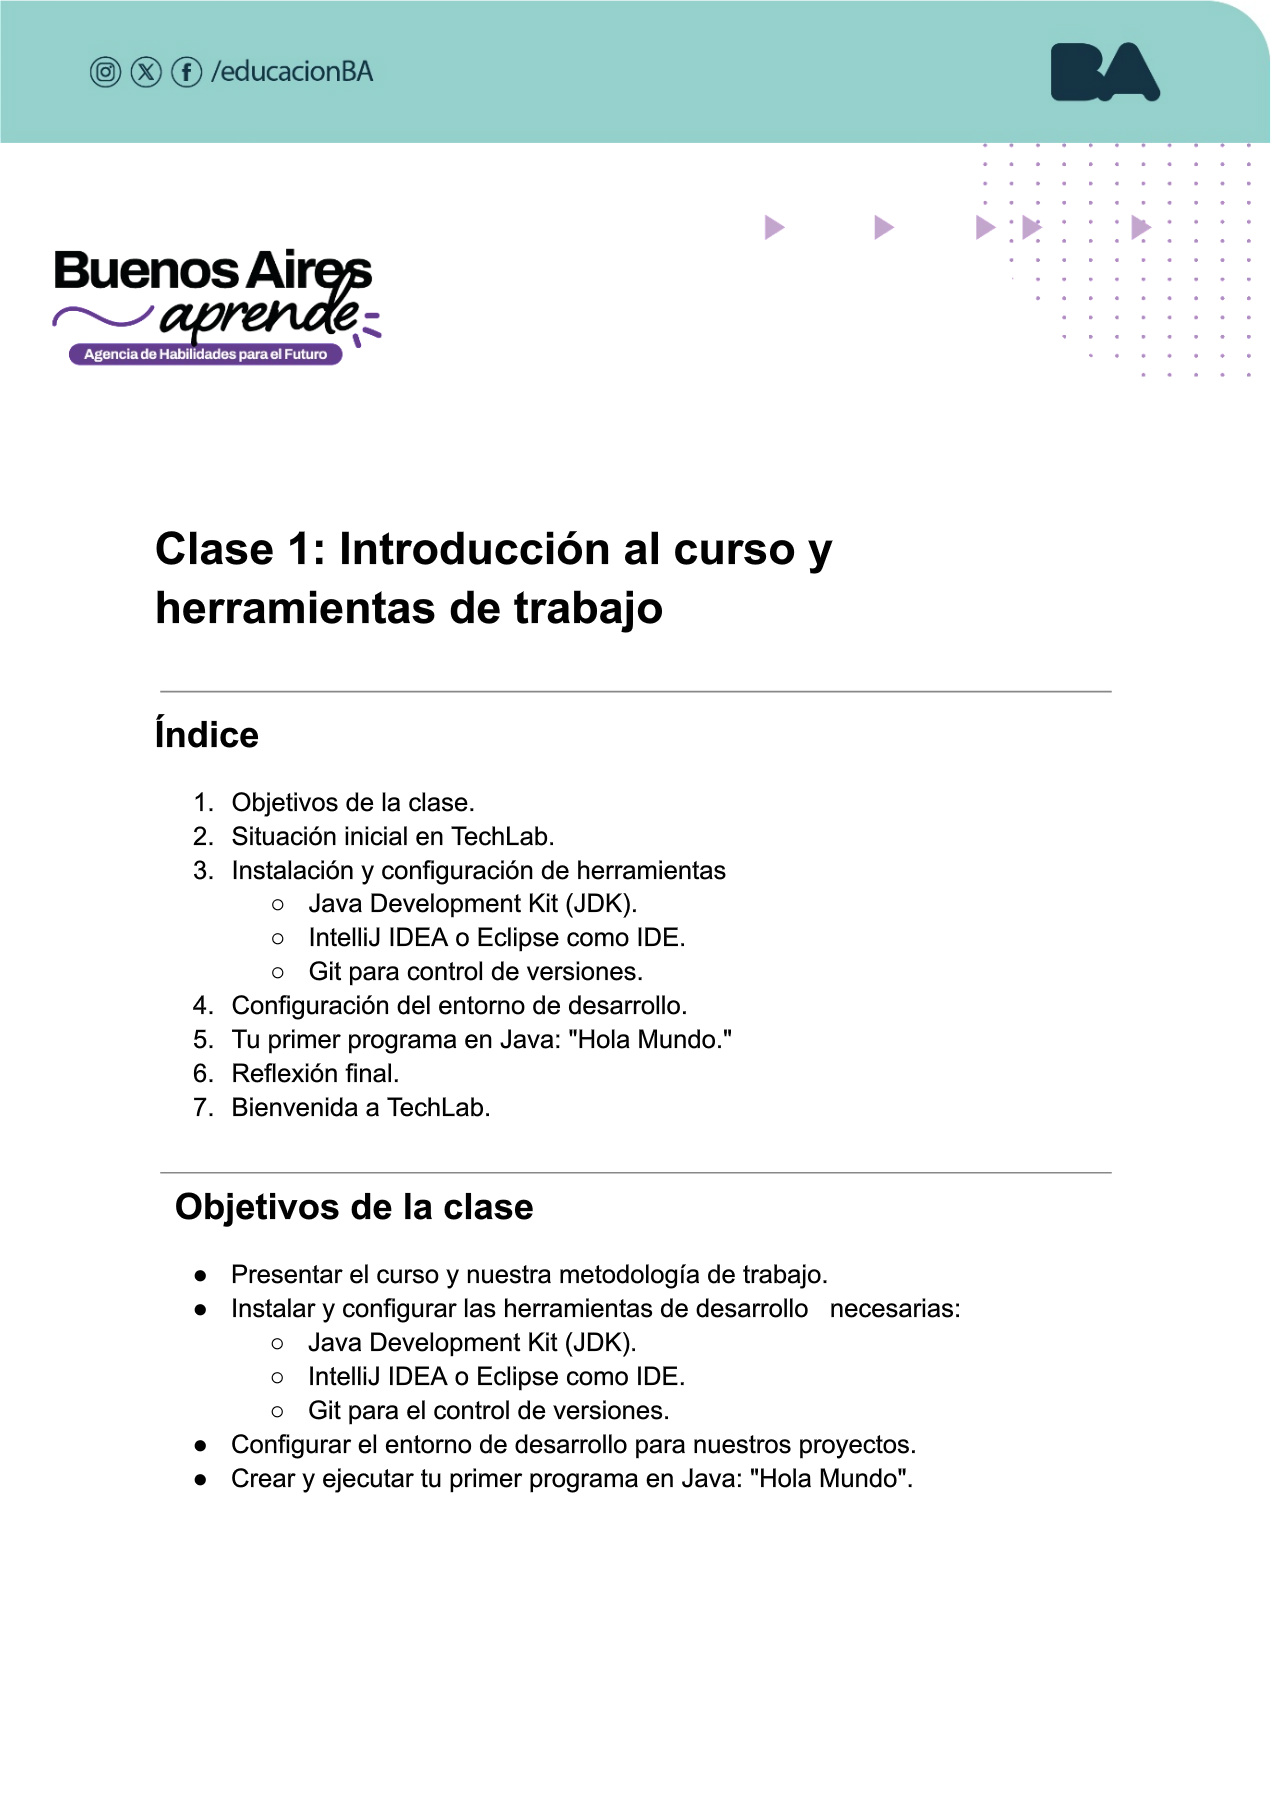 /educacionBA
BA
Buenos Aires
aprende
Agencia de Habilidades para el Futuro
Clase 1: Introducción al curso y
herramientas de trabajo
Índice
1. Objetivos de la clase.
2. Situación inicial en TechLab.
3. Instalación y configuración de herramientas
○ Java Development Kit (JDK).
○ IntelliJ IDEA o Eclipse como IDE.
○ Git para control de versiones.
4. Configuración del entorno de desarrollo.
5. Tu primer programa en Java: "Hola Mundo."
6. Reflexión final.
7. Bienvenida a TechLab.
Objetivos de la clase
● Presentar el curso y nuestra metodología de trabajo.
● Instalar y configurar las herramientas de desarrollo necesarias:
○ Java Development Kit (JDK).
○ IntelliJ IDEA o Eclipse como IDE.
○ Git para el control de versiones.
● Configurar el entorno de desarrollo para nuestros proyectos.
● Crear y ejecutar tu primer programa en Java: "Hola Mundo".